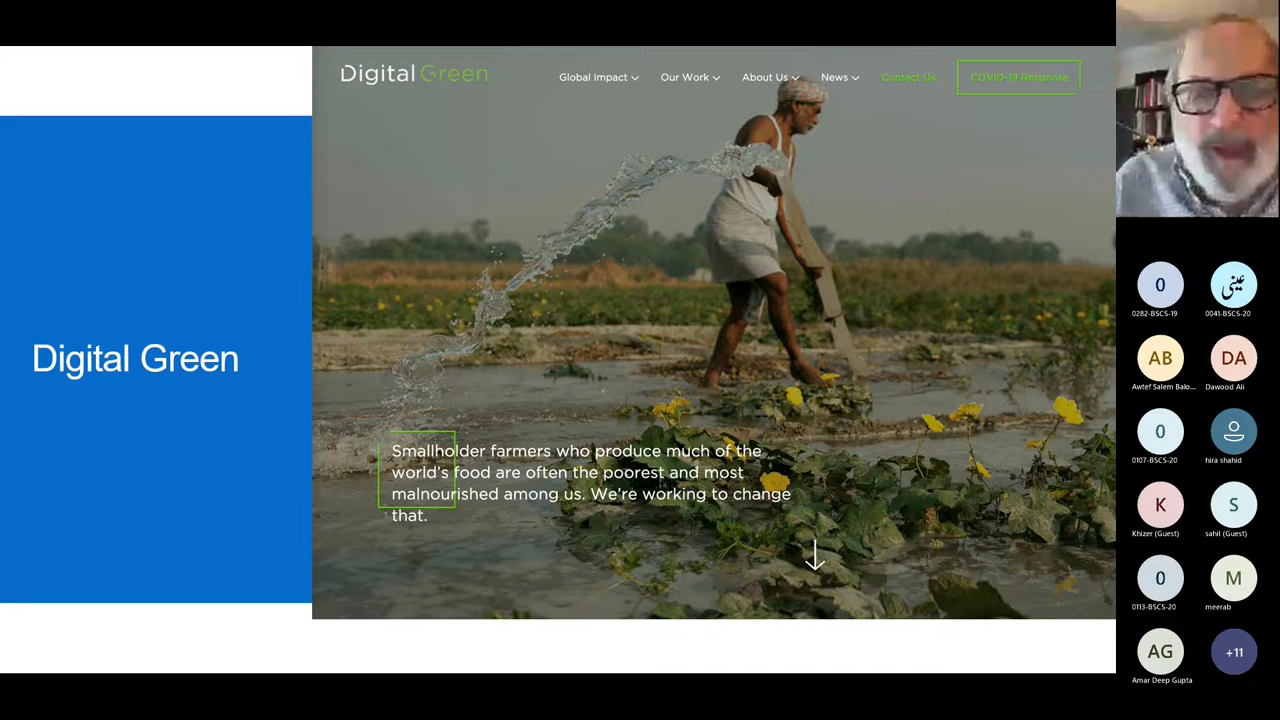 Digital Green
Digital Green
Global Impact
Our Work
About Us
News
Contact Us
COVID-19 Response
Smallholder farmers who produce much of the
world's food are often the poorest and most
malnourished among us. We're working to change
that.
0
0282-BSCS-19
عینی
0041-BSCS-20
AB
Awtef Salem Balo...
DA
Dawood Ali
0
0107-BSCS-20
hira shahid
K
Khizer (Guest)
S
sahil (Guest)
0
0113-BSCS-20
M
meerab
AG
Amar Deep Gupta
+11